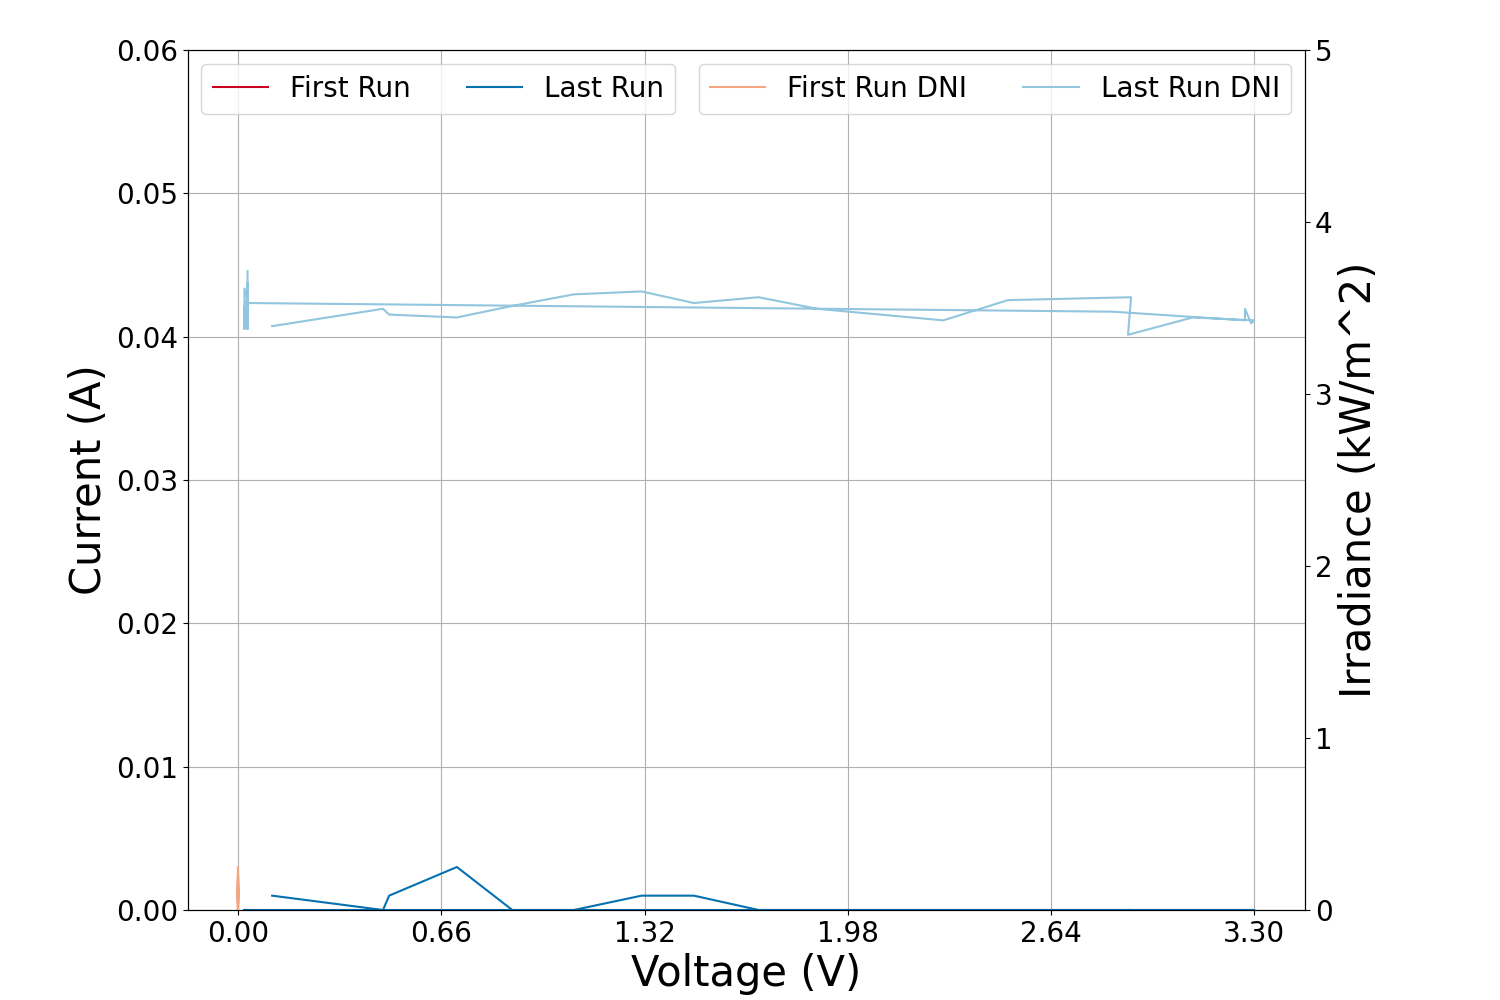 First Run
Last Run
First Run DNI
Last Run DNI
0.06
0.05
0.04
0.03
0.02
0.01
0.00
Current (A)
5
4
3
2
1
0
Irradiance (kW/m^2)
0.00 0.66 1.32 1.98 2.64 3.30
Voltage (V)